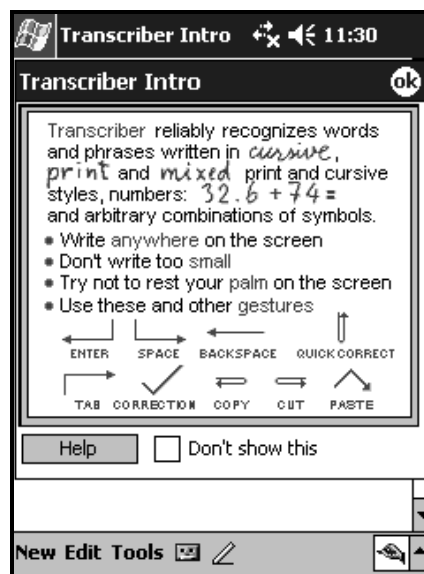 Transcriber Intro 11:30
Transcriber Intro ok
Transcriber reliably recognizes words
and phrases written in cursive,
print and mixed print and cursive
styles, numbers: 32.6 + 74 =
and arbitrary combinations of symbols.
• Write anywhere on the screen
• Don't write too small
• Try not to rest your palm on the screen
• Use these and other gestures
ENTER SPACE BACKSPACE QUICK CORRECT
TAB CORRECTION COPY CUT PASTE
Help Don't show this
New Edit Tools